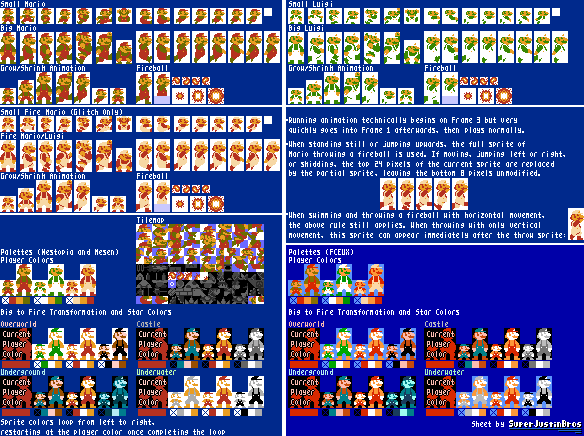 Small Mario
Big Mario
Grow/Shrink Animation
Fireball
Small Luigi
Big Luigi
Grow/Shrink Animation
Fireball
Small Fire Mario (Glitch Only)
Fire Mario/Luigi
Grow/Shrink Animation
Fireball
Running animation technically begins on Frame 3 but very
quickly goes into Frame 1 afterwards, then plays normally.
When standing still or jumping upwards, the full sprite of
Mario throwing a fireball is used. If moving, jumping left or right,
or skidding, the top 24 pixels of the current sprite are replaced
by the partial sprite, leaving the bottom 8 pixels unmodified.
When swimming and throwing a fireball with horizontal movement,
the above rule still applies. When throwing with only vertical
movement, this sprite can appear immediately after the throw sprite:
Tilemap
Palettes (Nestopia and Mesen)
Player Colors
Big to Fire Transformation and Star Colors
Overworld
Current
Player
Color
Castle
Current
Player
Color
Underground
Current
Player
Color
Underwater
Current
Player
Color
Sprite colors loop from left to right,
restarting at the player color once completing the loop
Palettes (FCEUX)
Player Colors
Big to Fire Transformation and Star Colors
Overworld
Current
Player
Color
Castle
Current
Player
Color
Underground
Current
Player
Color
Underwater
Current
Player
Color
Sheet by SuperJustinBros